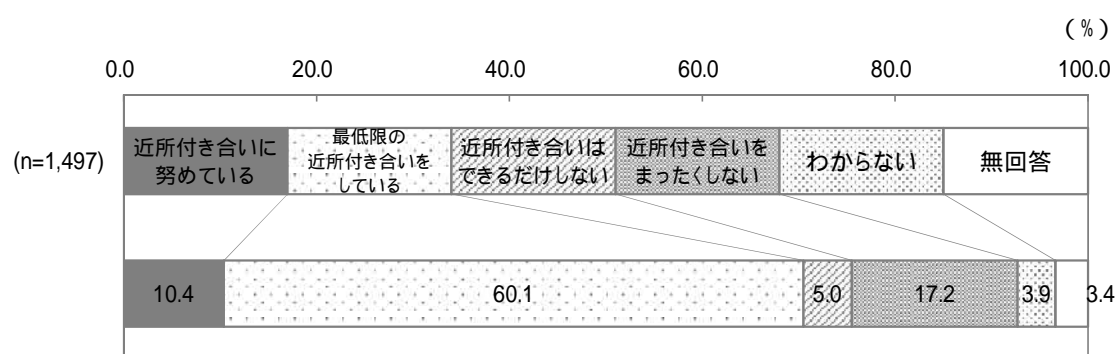 (%)
0.0 20.0 40.0 60.0 80.0 100.0
(n=1,497)
近所付き合いに
努めている
最低限の
近所付き合いを
している
近所付き合いは
できるだけしない
近所付き合いを
まったくしない
わからない
無回答
10.4 60.1 5.0 17.2 3.9 3.4